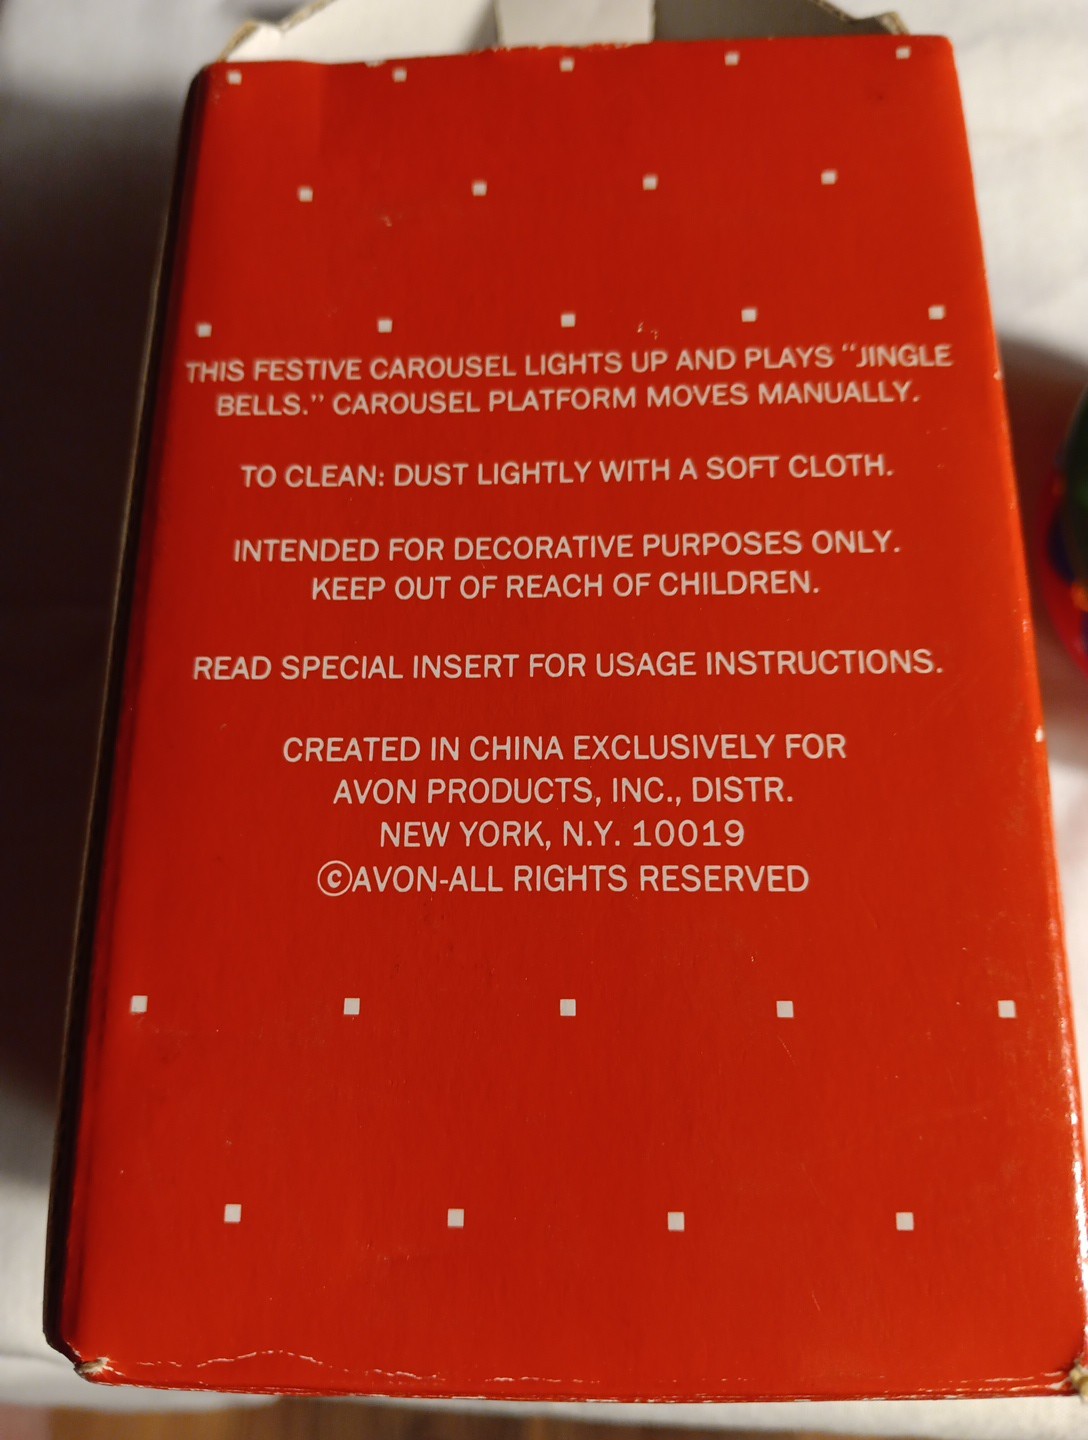 THIS FESTIVE CAROUSEL LIGHTS UP AND PLAYS "JINGLE
BELLS." CAROUSEL PLATFORM MOVES MANUALLY.
TO CLEAN: DUST LIGHTLY WITH A SOFT CLOTH.
INTENDED FOR DECORATIVE PURPOSES ONLY.
KEEP OUT OF REACH OF CHILDREN.
READ SPECIAL INSERT FOR USAGE INSTRUCTIONS.
CREATED IN CHINA EXCLUSIVELY FOR
AVON PRODUCTS, INC., DISTR.
NEW YORK, N.Y. 10019
©AVON-ALL RIGHTS RESERVED